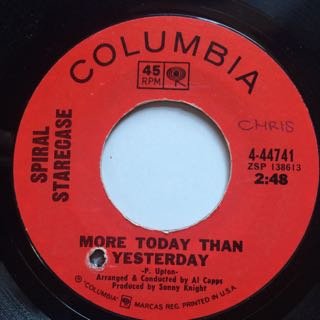 COLUMBIA
45
RPM
CHRIS
SPIRAL
STARECASE
4-44741
ZSP 138613
2:48
MORE TODAY THAN
YESTERDAY
-P. Upton-
Arranged & Conducted by Al Capps
Produced by Sonny Knight
® "COLUMBIA", MARCAS REG. PRINTED IN U.S.A.